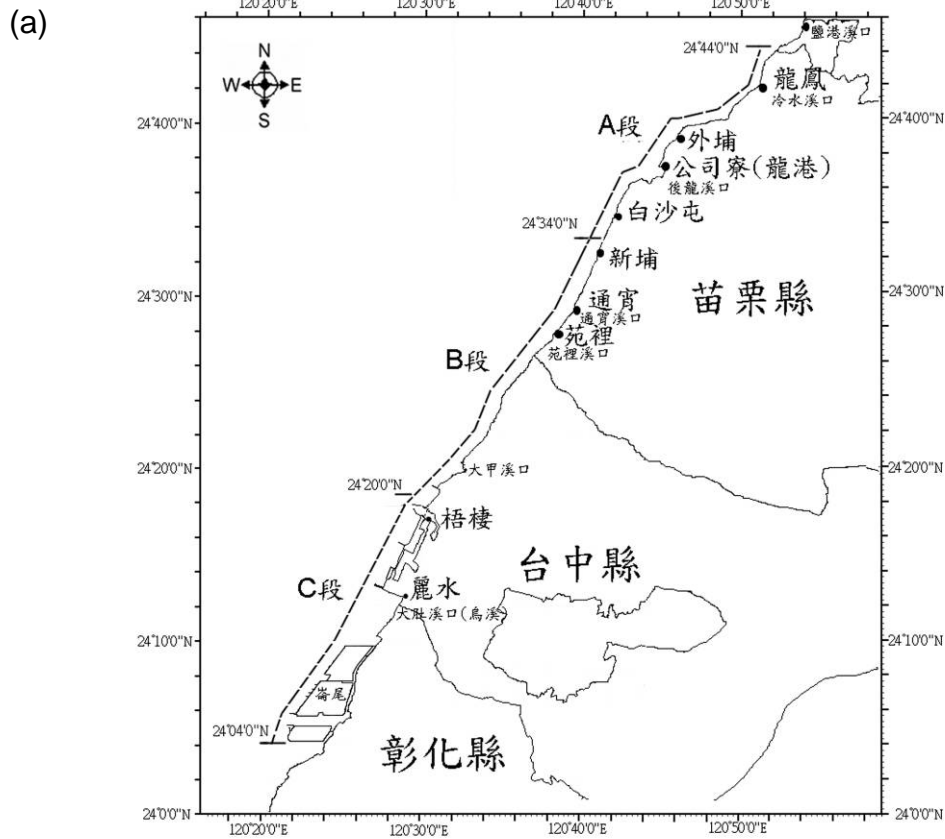 (a)
120°20'0"E 120°30'0"E 120°40'0"E 120°50'0"E
鹽港溪口
24°44'0"N
N
W E
S
龍鳳
冷水溪口
24°40'0"N
24°40'0"N
A段
外埔
公司寮(龍港)
後龍溪口
白沙屯
24°34'0"N
新埔
苗栗縣
24°30'0"N
24°30'0"N
通宵
通宵溪口
苑裡
苑裡溪口
B段
24°20'0"N
大甲溪口
24°20'0"N
24°20'0"N
梧棲
台中縣
C段
麗水
大肚溪口(烏溪)
24°10'0"N
24°10'0"N
崙尾
24°04'0"N
彰化縣
24°0'0"N
24°0'0"N
120°20'0"E 120°30'0"E 120°40'0"E 120°50'0"E